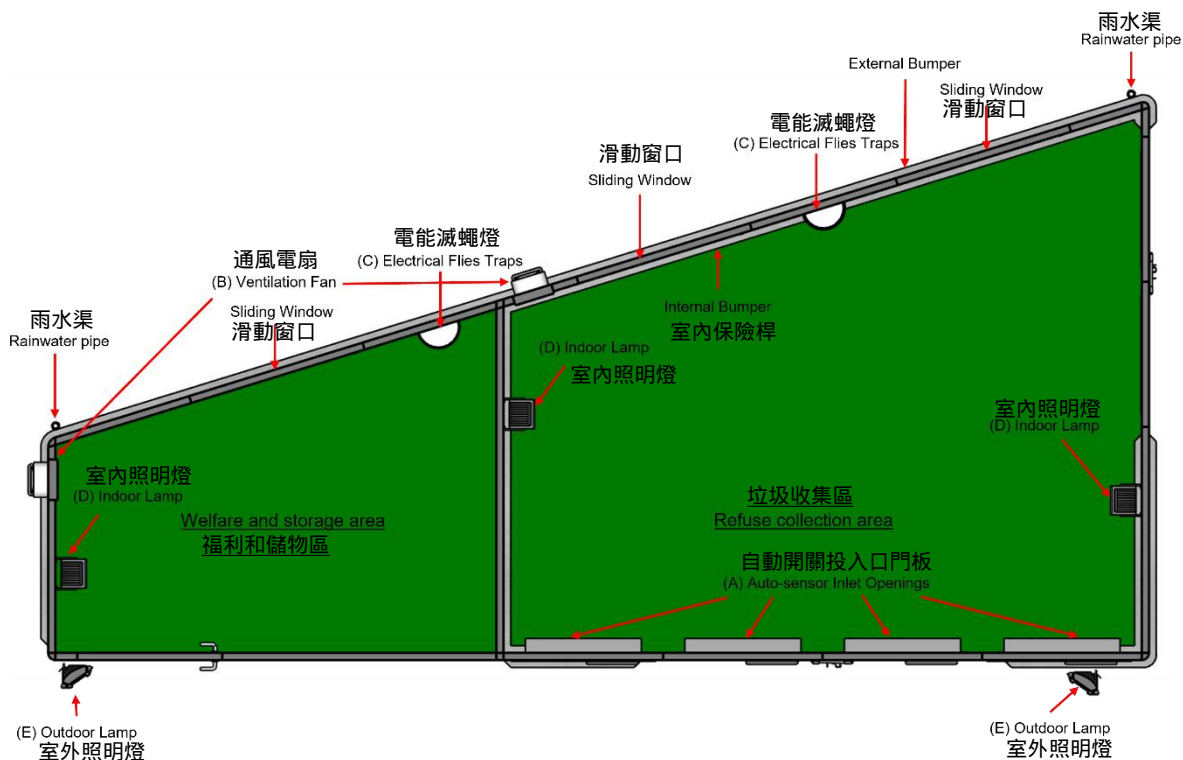 雨水渠
Rainwater pipe
External Bumper
Sliding Window
滑動窗口
電能滅蠅燈
(C) Electrical Flies Traps
滑動窗口
Sliding Window
電能滅蠅燈
(C) Electrical Flies Traps
通風電扇
(B) Ventilation Fan
Sliding Window
滑動窗口
雨水渠
Rainwater pipe
Internal Bumper
室內保險桿
(D) Indoor Lamp
室內照明燈
室內照明燈
(D) Indoor Lamp
室內照明燈
(D) Indoor Lamp
Welfare and storage area
福利和儲物區
垃圾收集區
Refuse collection area
自動開關投入口門板
(A) Auto-sensor Inlet Openings
(E) Outdoor Lamp
室外照明燈
(E) Outdoor Lamp
室外照明燈